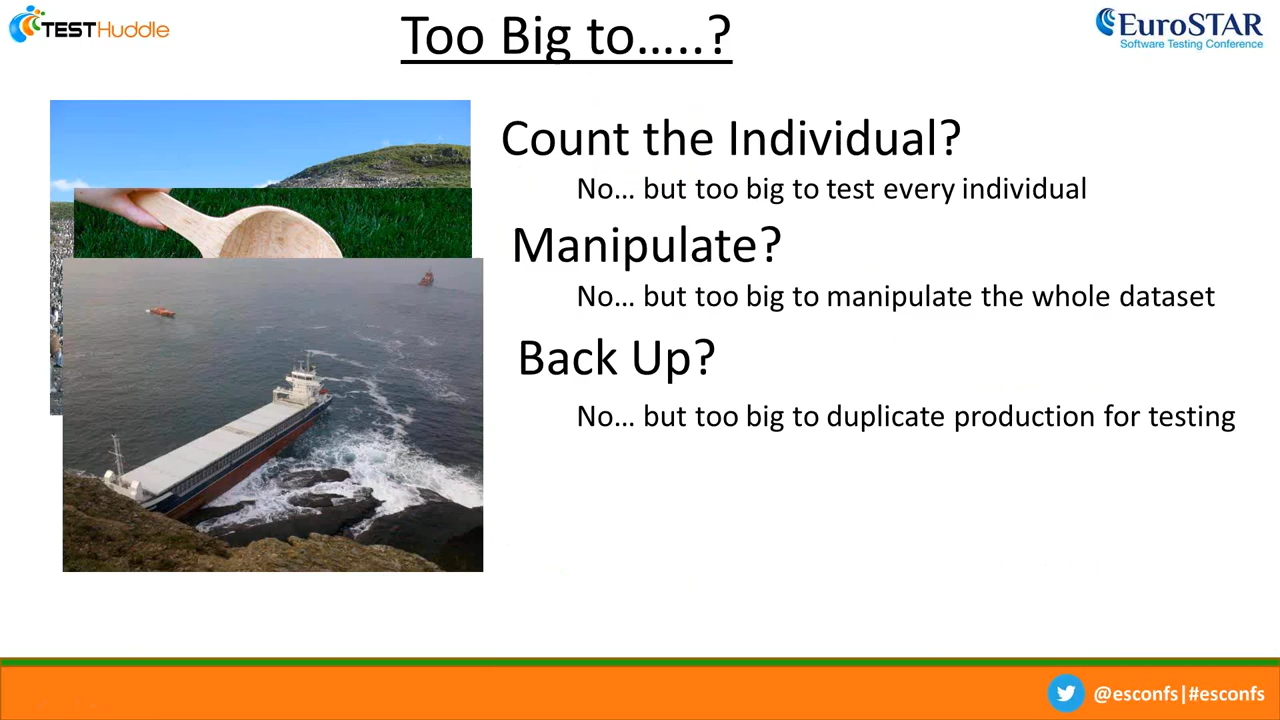 TESTHuddle
Too Big to…..?
EuroSTAR
Software Testing Conference
Count the Individual?
No… but too big to test every individual
Manipulate?
No… but too big to manipulate the whole dataset
Back Up?
No… but too big to duplicate production for testing
@esconfs|#esconfs